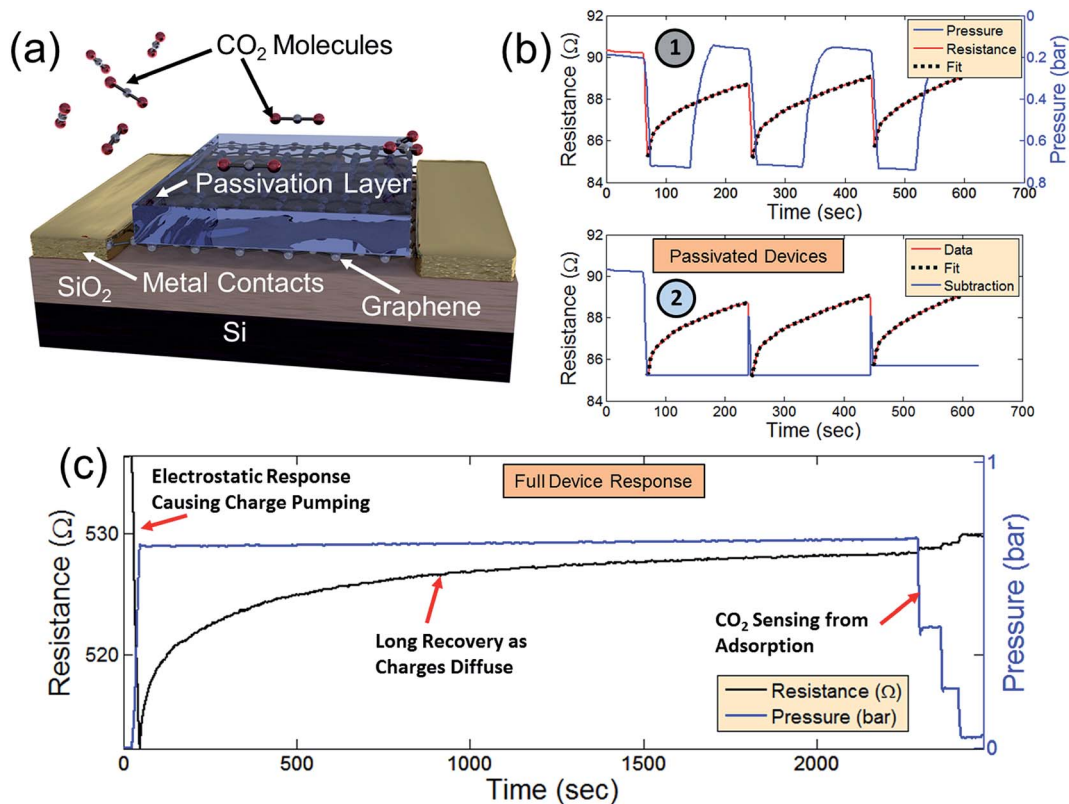 (a)
CO2 Molecules
Passivation Layer
Metal Contacts
SiO2
Graphene
Si
(b)
1
Pressure
Resistance
Fit
Resistance (Ω)
92
90
88
86
84
0
0.2
0.4
0.6
0.8
Pressure (bar)
0 100 200 300 400 500 600 700
Time (sec)
Passivated Devices
2
Data
Fit
Subtraction
Resistance (Ω)
92
90
88
86
84
0 100 200 300 400 500 600 700
Time (sec)
(c)
Full Device Response
Electrostatic Response
Causing Charge Pumping
Long Recovery as
Charges Diffuse
CO2 Sensing from
Adsorption
Resistance (Ω)
Pressure (bar)
Resistance (Ω)
530
520
1
0
Pressure (bar)
0 500 1000 1500 2000
Time (sec)